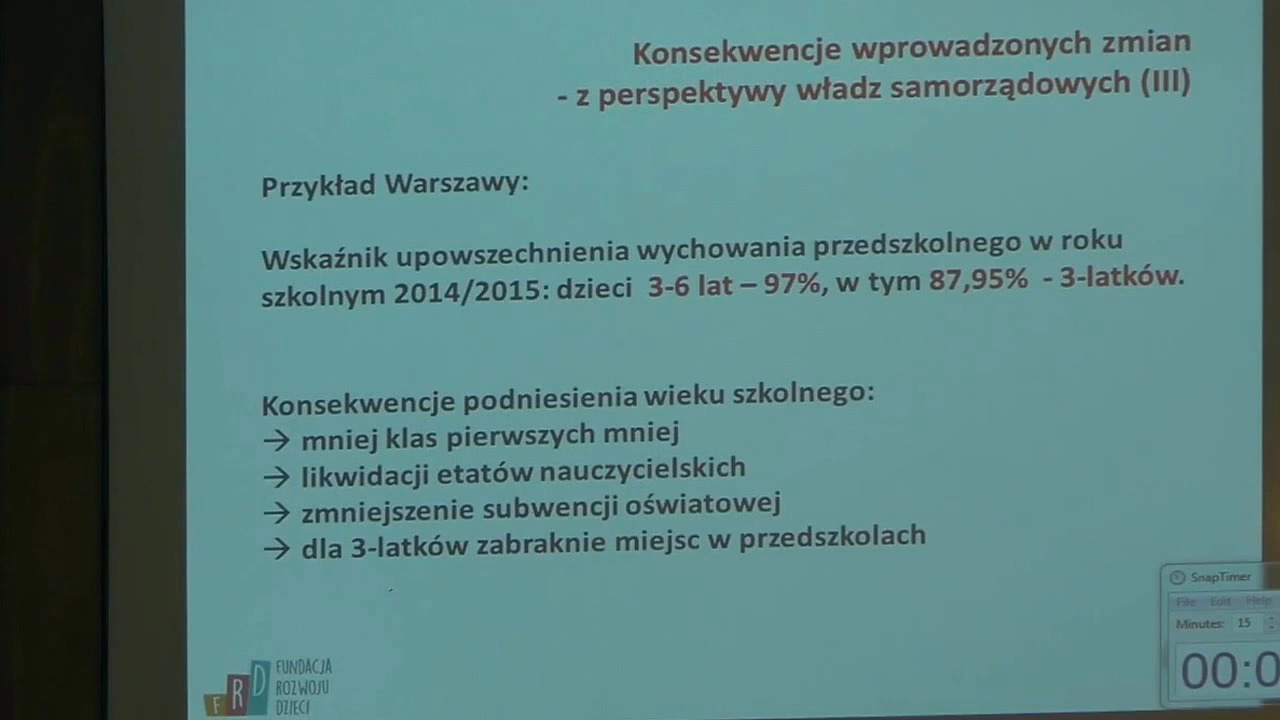 Konsekwencje wprowadzonych zmian
- z perspektywy władz samorządowych (III)
Przykład Warszawy:
Wskaźnik upowszechnienia wychowania przedszkolnego w roku
szkolnym 2014/2015: dzieci 3-6 lat – 97%, w tym 87,95% - 3-latków.
Konsekwencje podniesienia wieku szkolnego:
→ mniej klas pierwszych mniej
→ likwidacji etatów nauczycielskich
→ zmniejszenie subwencji oświatowej
→ dla 3-latków zabraknie miejsc w przedszkolach
SnapTimer
File Edit Help
Minutes: 15
00:0
FRD
FUNDACJA
ROZWOJU
DZIECI